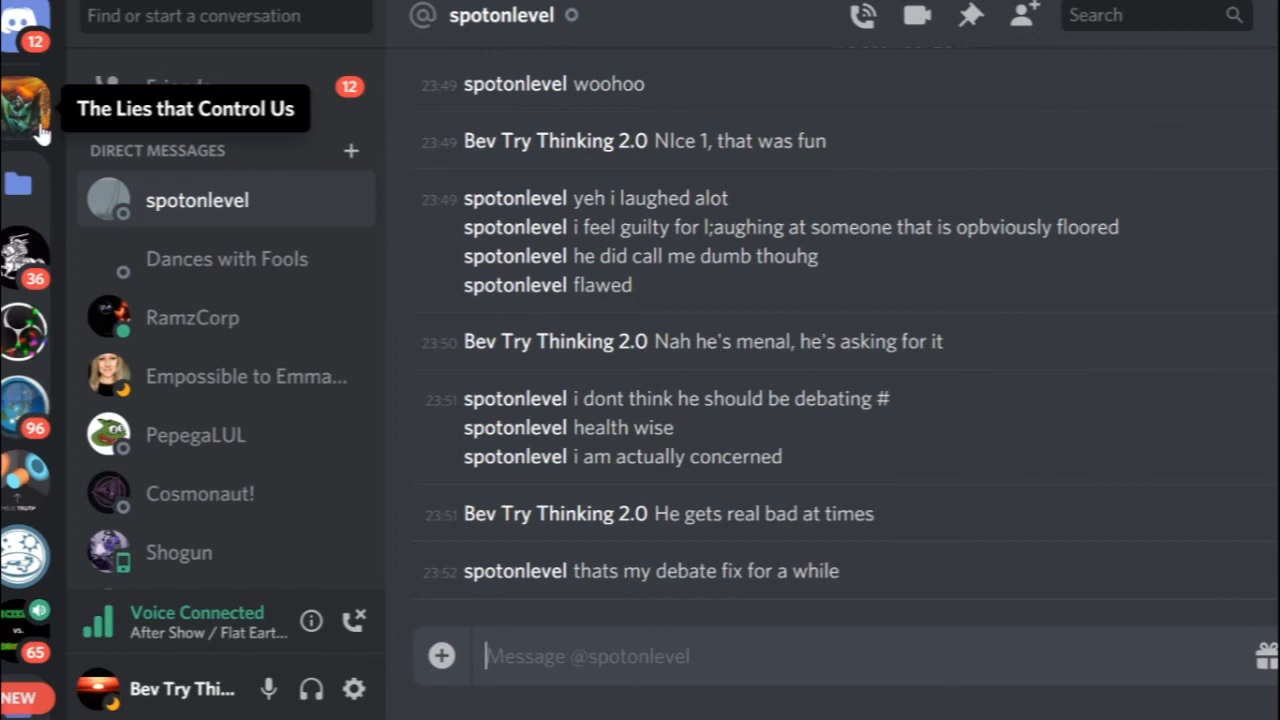 Find or start a conversation
@ spotonlevel
Search
12
Friends
12
The Lies that Control Us
DIRECT MESSAGES
spotonlevel
Dances with Fools
RamzCorp
Empossible to Emma...
PepegaLUL
Cosmonaut!
Shogun
36
96
VS.
65
NEW
Voice Connected
After Show / Flat Eart...
Bev Try Thi...
23:49 spotonlevel woohoo
23:49 Bev Try Thinking 2.0 NIce 1, that was fun
23:49 spotonlevel yeh i laughed alot
spotonlevel i feel guilty for l;aughing at someone that is opbviously floored
spotonlevel he did call me dumb thouhg
spotonlevel flawed
23:50 Bev Try Thinking 2.0 Nah he's menal, he's asking for it
23:51 spotonlevel i dont think he should be debating #
spotonlevel health wise
spotonlevel i am actually concerned
23:51 Bev Try Thinking 2.0 He gets real bad at times
23:52 spotonlevel thats my debate fix for a while
Message @spotonlevel